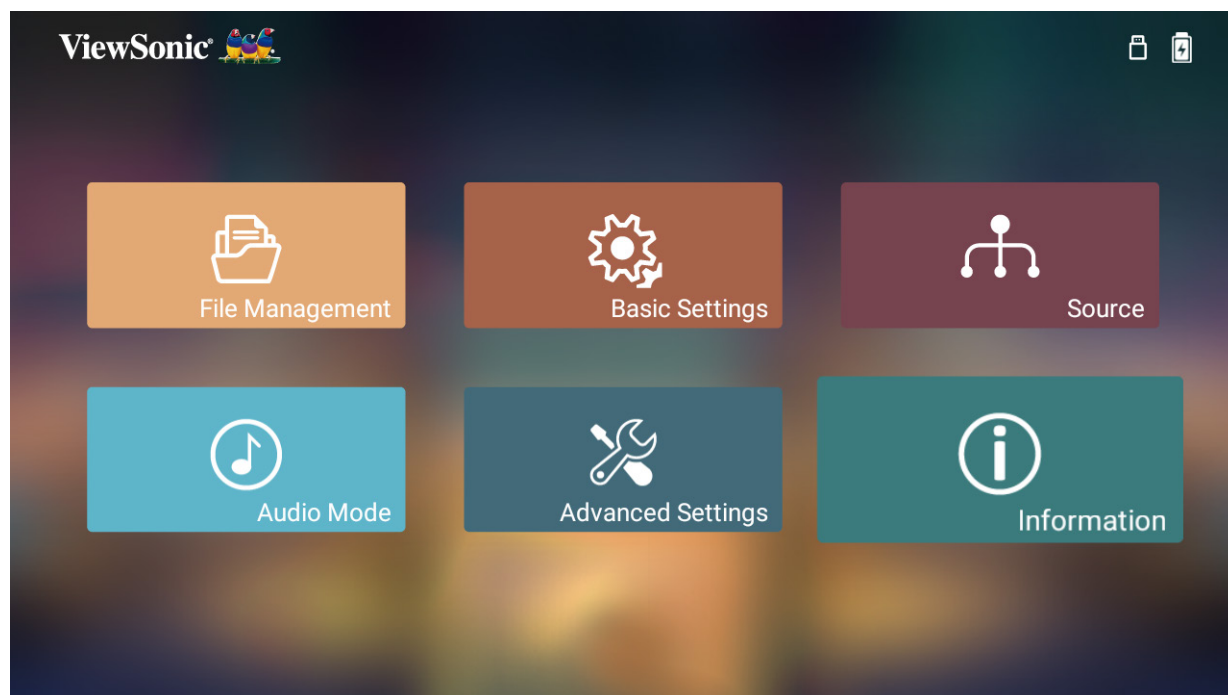 ViewSonic®
File Management
Basic Settings
Source
Audio Mode
Advanced Settings
Information